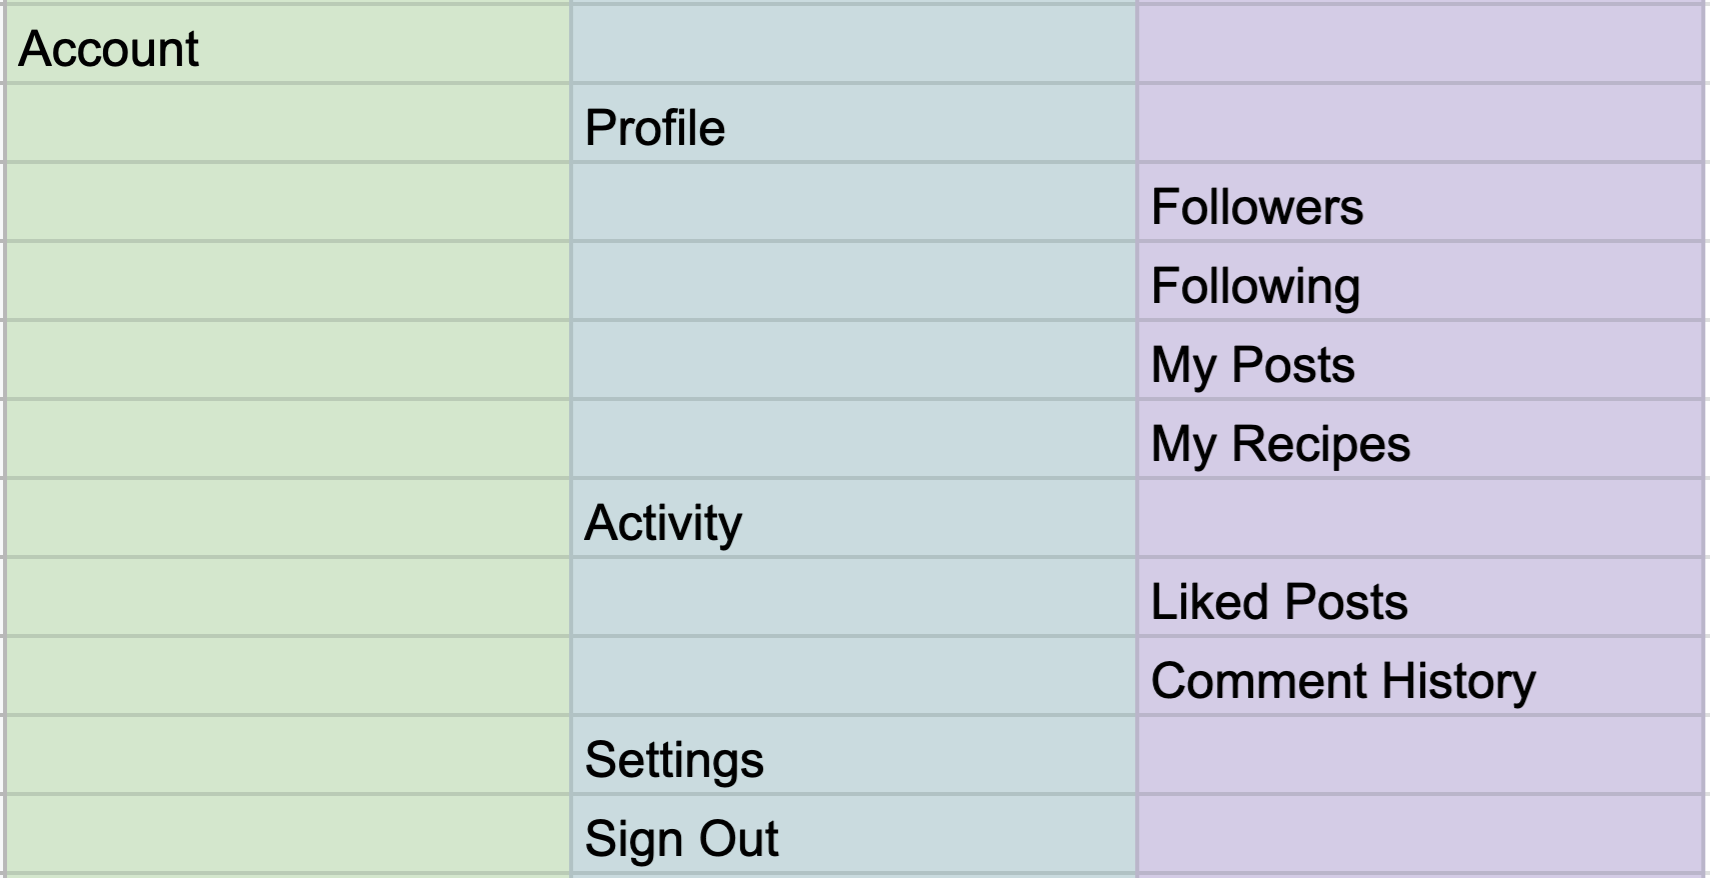 Account
Profile
Followers
Following
My Posts
My Recipes
Activity
Liked Posts
Comment History
Settings
Sign Out